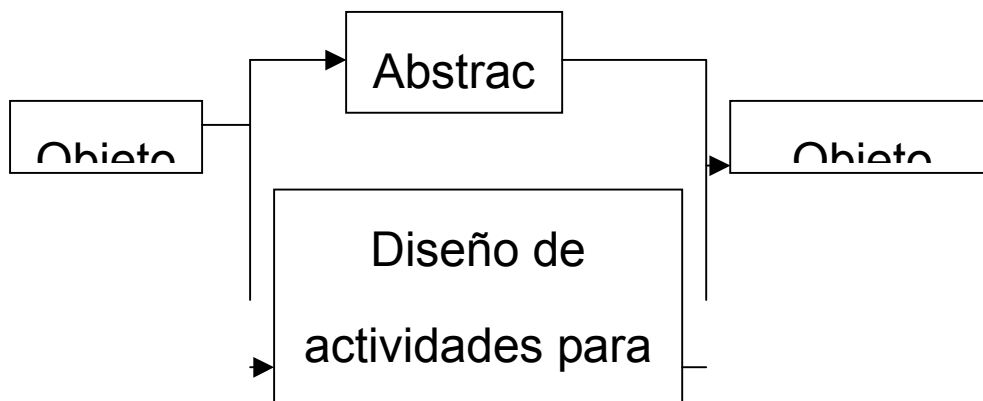 Abstrac
Objeto
Objeto
Diseño de
actividades para